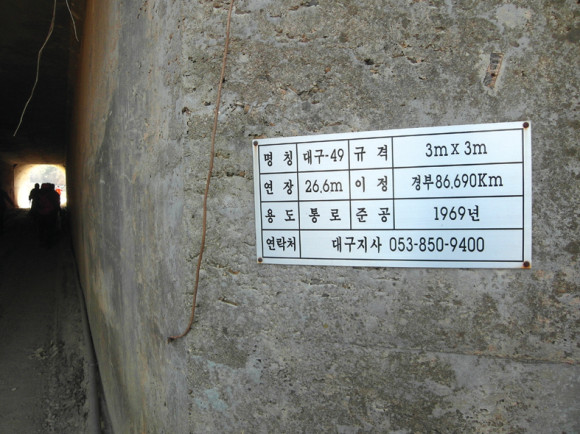 명 칭 대구-49 규 격 3m x 3m
연 장 26,6m 이 정 경부86,690Km
용 도 통 로 준 공 1969년
연락처 대구지사 053-850-9400